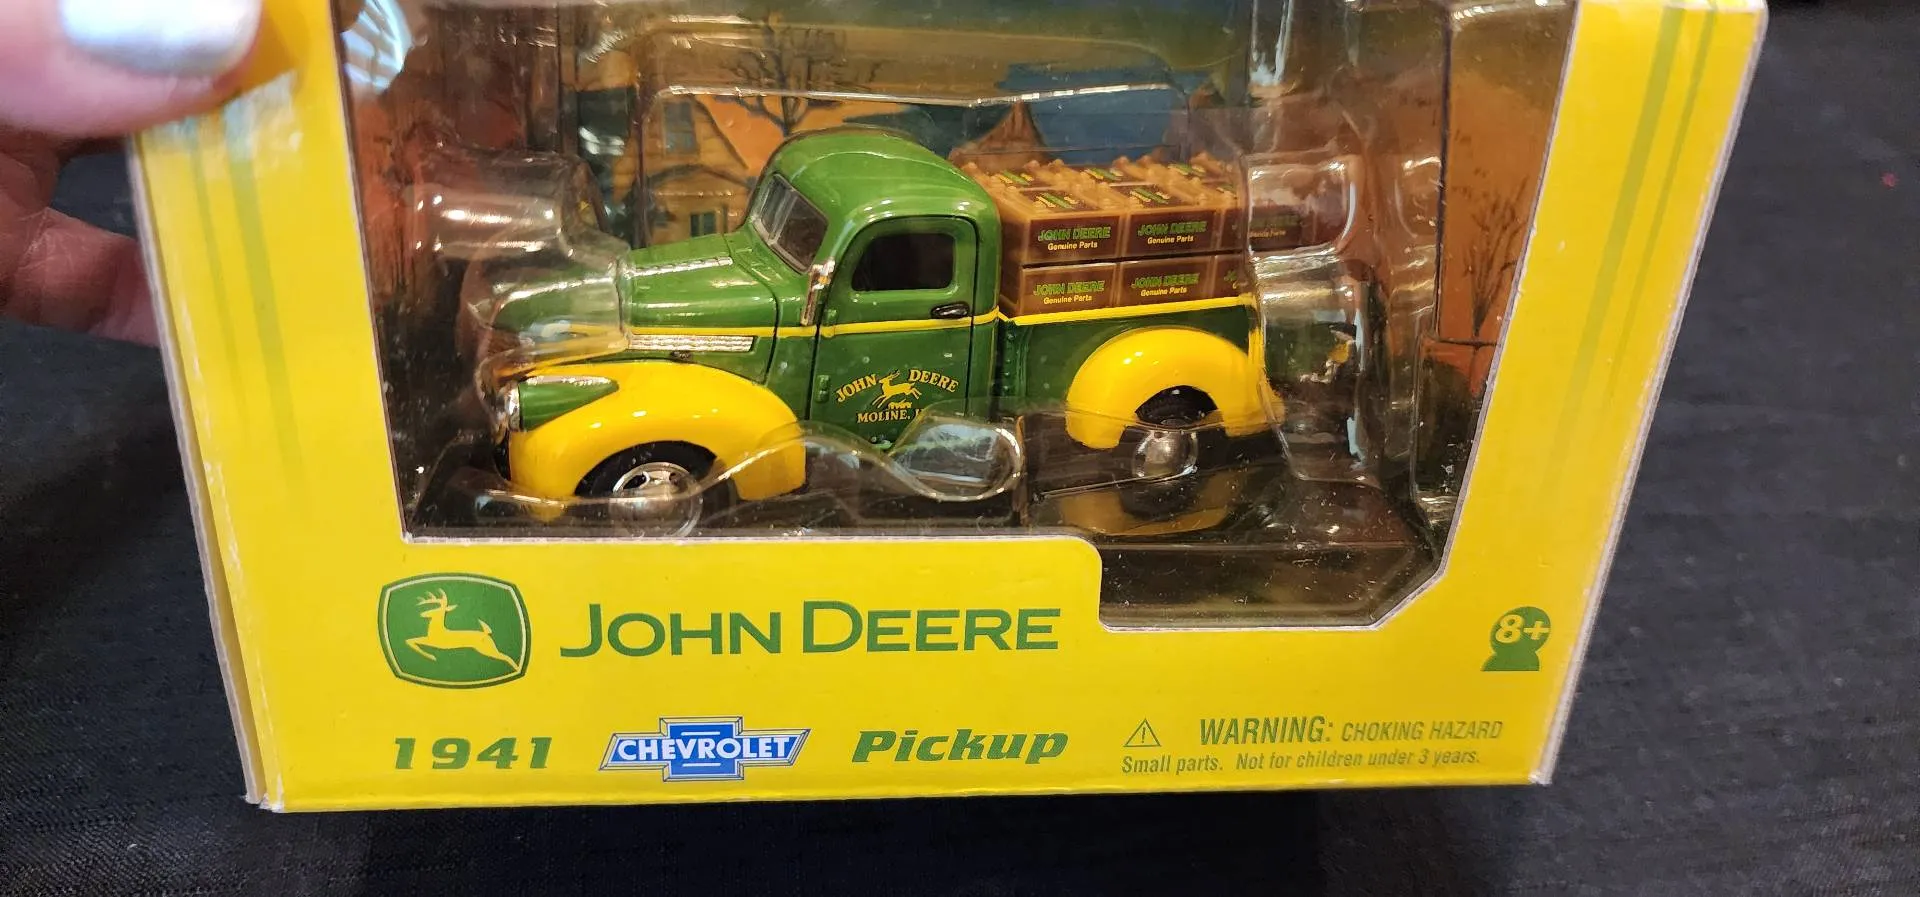 JOHN DEERE
Genuine Parts
JOHN DEERE
Genuine Parts
JOHN DEERE
Genuine Parts
JOHN DEERE
Genuine Parts
JOHN DEERE
MOLINE,
JOHN DEERE
8+
1941 CHEVROLET Pickup
WARNING: CHOKING HAZARD
Small parts. Not for children under 3 years.